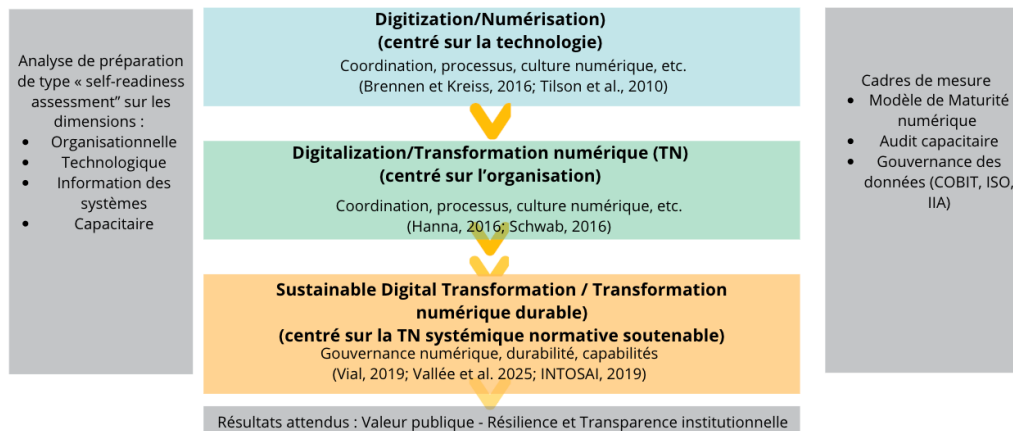 Analyse de préparation
de type « self-readiness
assessment” sur les
dimensions :
• Organisationnelle
• Technologique
• Information des
systèmes
• Capacitaire
Digitization/Numérisation)
(centré sur la technologie)
Coordination, processus, culture numérique, etc.
(Brennen et Kreiss, 2016; Tilson et al., 2010)
Digitalization/Transformation numérique (TN)
(centré sur l’organisation)
Coordination, processus, culture numérique, etc.
(Hanna, 2016; Schwab, 2016)
Sustainable Digital Transformation / Transformation
numérique durable)
(centré sur la TN systémique normative soutenable)
Gouvernance numérique, durabilité, capabilités
(Vial, 2019; Vallée et al. 2025; INTOSAI, 2019)
Résultats attendus : Valeur publique - Résilience et Transparence institutionnelle
Cadres de mesure
• Modèle de Maturité
numérique
• Audit capacitaire
• Gouvernance des
données (COBIT, ISO,
IIA)